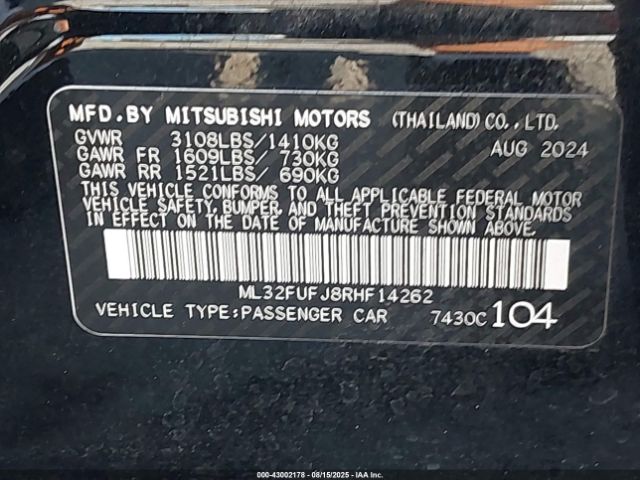 MFD.BY MITSUBISHI MOTORS (THAILAND) CO., LTD.
GVWR 3108LBS/1410KG AUG 2024
GAWR FR 1609LBS/ 730KG
GAWR RR 1521LBS/ 690KG
THIS VEHICLE CONFORMS TO ALL APPLICABLE FEDERAL MOTOR
VEHICLE SAFETY, BUMPER, AND THEFT PREVENTION STANDARDS
IN EFFECT ON THE DATE OF MANUFACTURE SHOWN ABOVE.
ML32FUFJ8RHF14262
VEHICLE TYPE:PASSENGER CAR 7430C 104
000-43002178 - 08/15/2025 - IAA Inc.